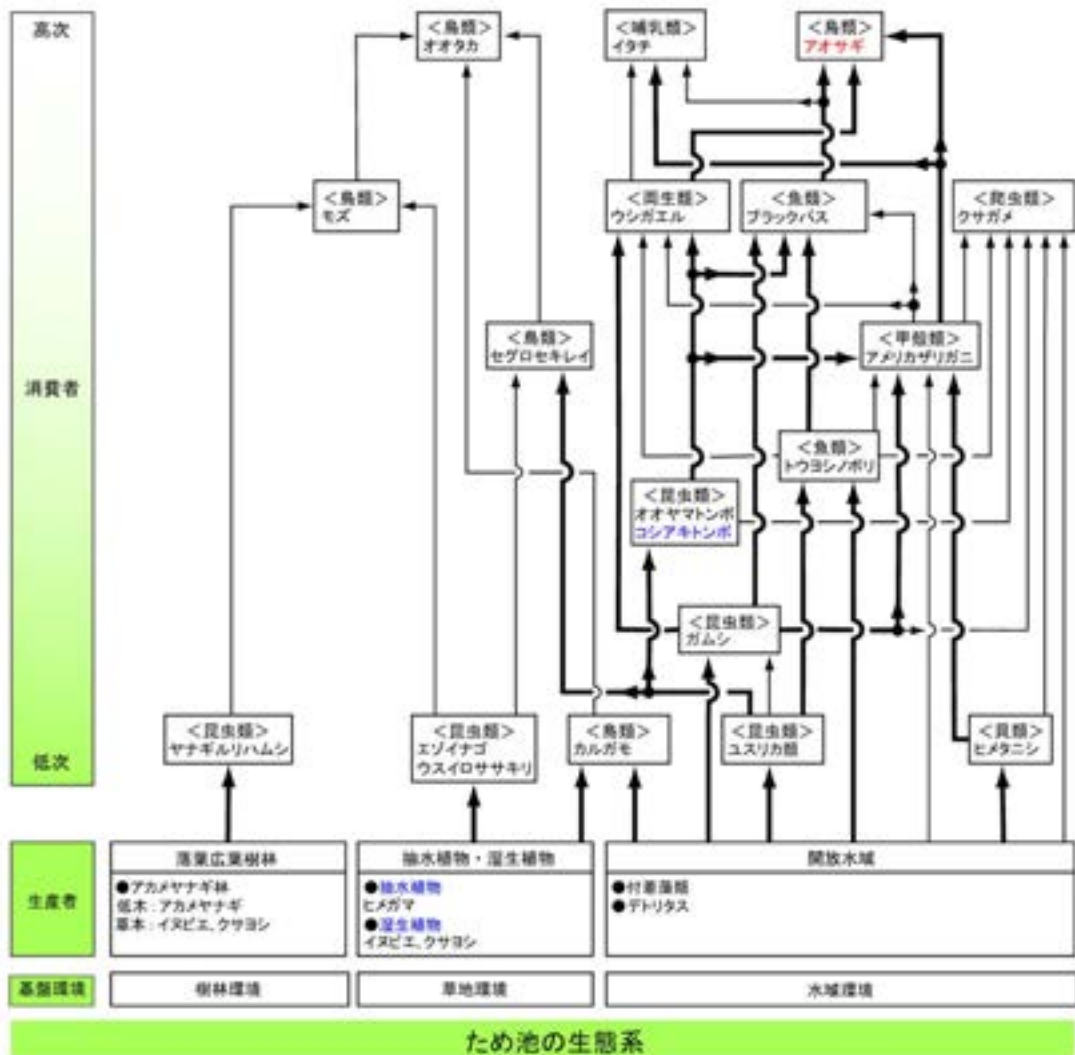 高次
消費者
低次
生産者
基盤環境
＜鳥類＞
オオタカ
＜哺乳類＞
イタチ
＜鳥類＞
アオサギ
＜鳥類＞
モズ
＜両生類＞
ウシガエル
＜魚類＞
ブラックバス
＜爬虫類＞
クサガメ
＜鳥類＞
セグロセキレイ
＜甲殻類＞
アメリカザリガニ
＜魚類＞
トウヨシノボリ
＜昆虫類＞
オオヤマトンボ
コシアキトンボ
＜昆虫類＞
ガムシ
＜昆虫類＞
ヤナギルリハムシ
＜昆虫類＞
エゾイナゴ
ウスイロササキリ
＜鳥類＞
カルガモ
＜昆虫類＞
ユスリカ類
＜貝類＞
ヒメタニシ
落葉広葉樹林
●アカメヤナギ林
低木：アカメヤナギ
草本：イヌビエ、クサヨシ
抽水植物・湿生植物
●抽水植物
ヒメガマ
●湿生植物
イヌビエ、クサヨシ
開放水域
●付着藻類
●デトリタス
樹林環境
草地環境
水域環境
ため池の生態系